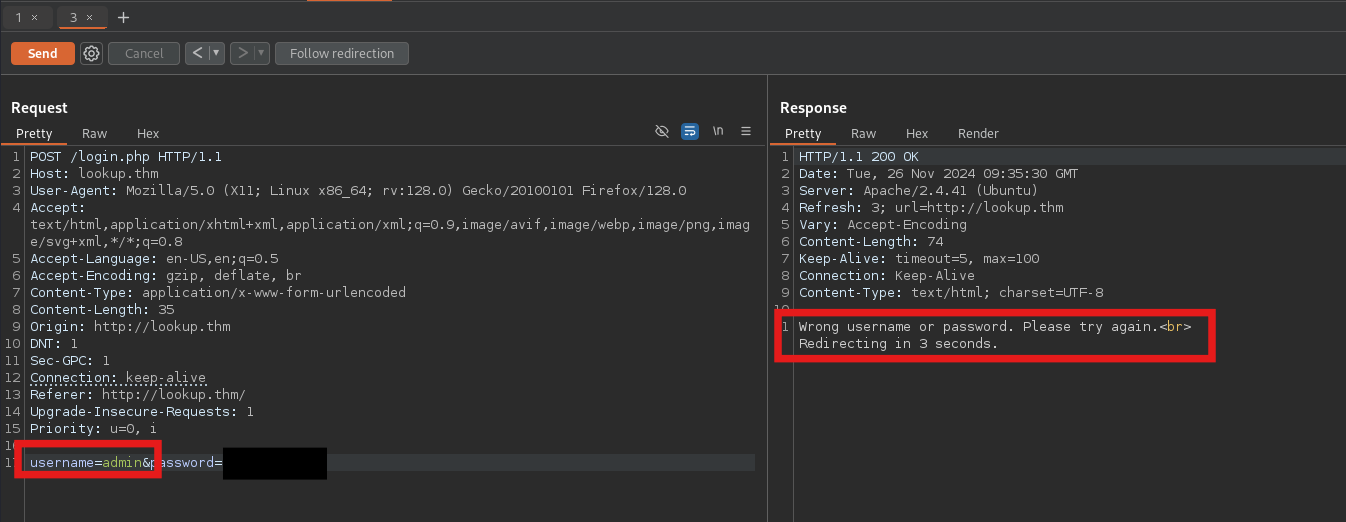 1 × 3 × +
Send Cancel < ▾ > ▾ Follow redirection
Request
Pretty Raw Hex \n
1 POST /login.php HTTP/1.1
2 Host: lookup.thm
3 User-Agent: Mozilla/5.0 (X11; Linux x86_64; rv:128.0) Gecko/20100101 Firefox/128.0
4 Accept:
text/html,application/xhtml+xml,application/xml;q=0.9,image/avif,image/webp,image/png,imag
e/svg+xml,*/*;q=0.8
5 Accept-Language: en-US,en;q=0.5
6 Accept-Encoding: gzip, deflate, br
7 Content-Type: application/x-www-form-urlencoded
8 Content-Length: 35
9 Origin: http://lookup.thm
10 DNT: 1
11 Sec-GPC: 1
12 Connection: keep-alive
13 Referer: http://lookup.thm/
14 Upgrade-Insecure-Requests: 1
15 Priority: u=0, i
16
username=admin&password=
Response
Pretty Raw Hex Render
1 HTTP/1.1 200 OK
2 Date: Tue, 26 Nov 2024 09:35:30 GMT
3 Server: Apache/2.4.41 (Ubuntu)
4 Refresh: 3; url=http://lookup.thm
5 Vary: Accept-Encoding
6 Content-Length: 74
7 Keep-Alive: timeout=5, max=100
8 Connection: Keep-Alive
9 Content-Type: text/html; charset=UTF-8
10
Wrong username or password. Please try again.<br>
Redirecting in 3 seconds.